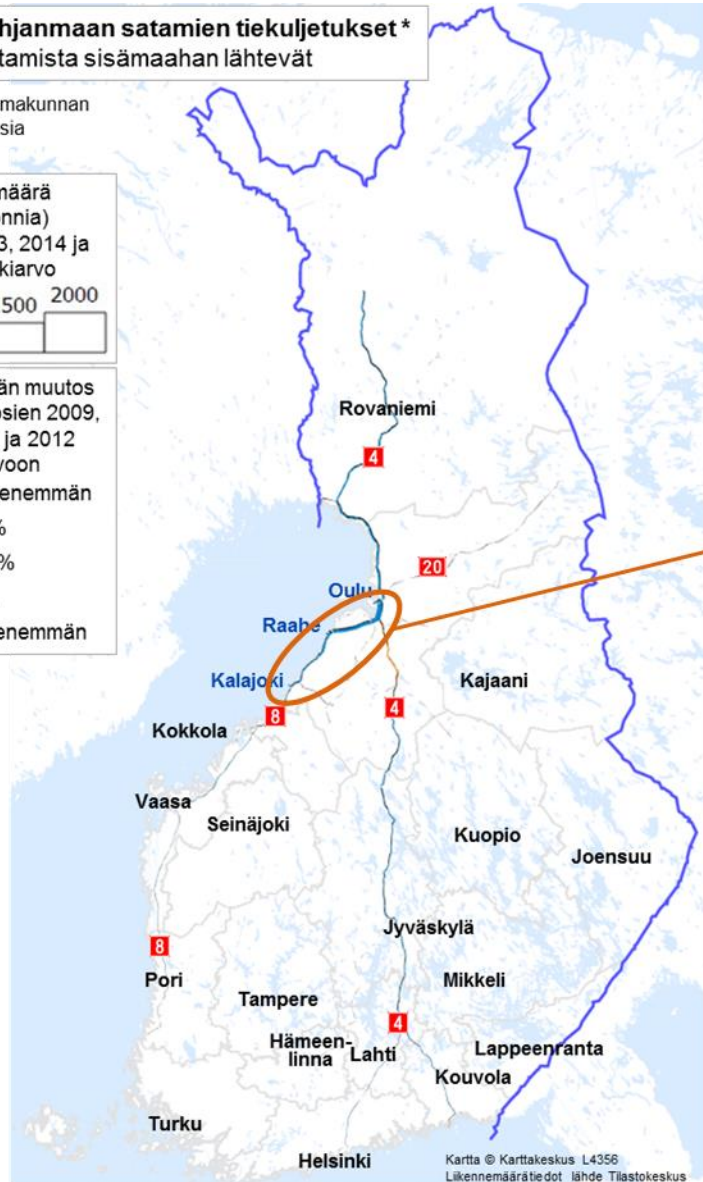 hjanmaan satamien tiekuljetukset *
tamista sisämaahan lähtevät
makunnan
sia
määrä
nnia)
3, 2014 ja
kiarvo
500 2000
än muutos
sien 2009,
ja 2012
voon
enemmän
%
%
enemmän
Rovaniemi
4
20
Oulu
Raahe
Kalajoki
Kajaani
8
4
Kokkola
Vaasa
Seinäjoki
Kuopio
Joensuu
Jyväskylä
8
Pori
Mikkeli
Tampere
4
Hämeen-
linna
Lahti
Lappeenranta
Kouvola
Turku
Helsinki
Kartta © Karttakeskus L4356
Liikennemäärätiedot lähde Tilastokeskus